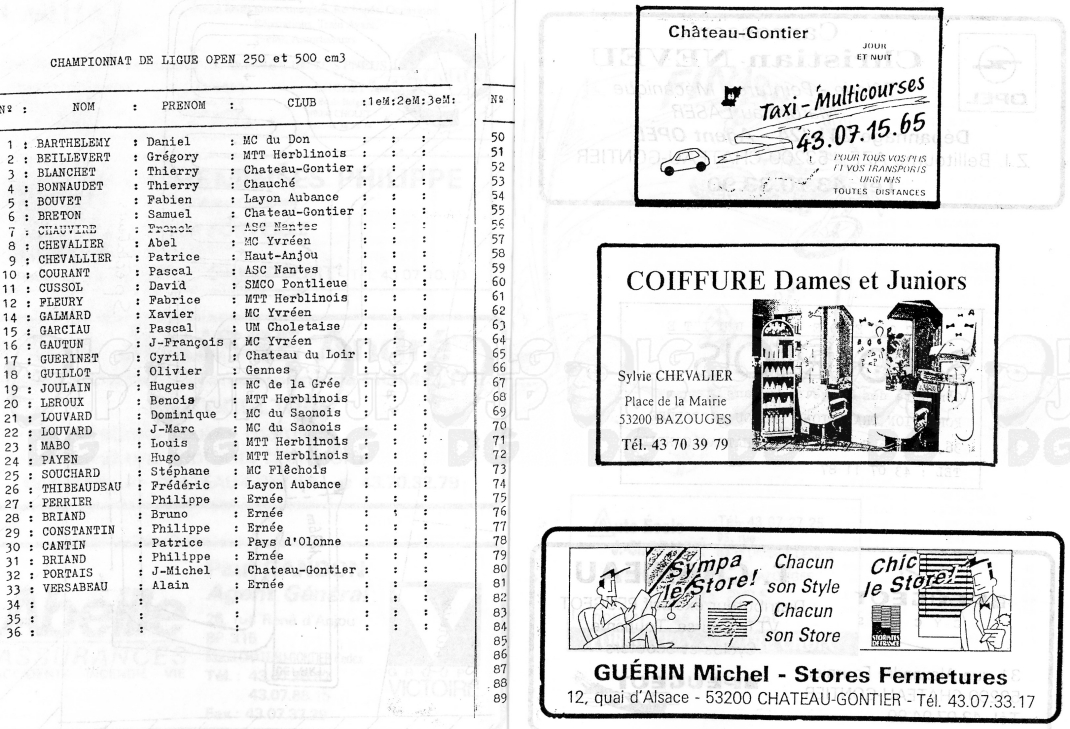 CHAMPIONNAT DE LIGUE OPEN 250 et 500 cm3
Nº : NOM : PRENOM : CLUB :1eM:2eM:3eM: Nº
1 : BARTHELEMY : Daniel : MC du Don : : : 50
2 : BEILLEVERT : Grégory : MTT Herblinois : : : 51
3 : BLANCHET : Thierry : Chateau-Gontier : : : 52
4 : BONNAUDET : Thierry : Chauché : : : 53
5 : BOUVET : Fabien : Layon Aubance : : : 54
6 : BRETON : Samuel : Chateau-Gontier : : : 55
7 : CHAUVIRE : Franck : ASC Nantes : : : 56
8 : CHEVALIER : Abel : MC Yvréen : : : 57
9 : CHEVALLIER : Patrice : Haut-Anjou : : : 58
10 : COURANT : Pascal : ASC Nantes : : : 59
11 : CUSSOL : David : SMCO Pontlieue : : : 60
12 : FLEURY : Fabrice : MTT Herblinois : : : 61
14 : GALMARD : Xavier : MC Yvréen : : : 62
15 : GARCIAU : Pascal : UM Choletaise : : : 63
16 : GAUTUN : J-François : MC Yvréen : : : 64
17 : GUERINET : Cyril : Chateau du Loir : : : 65
18 : GUILLOT : Olivier : Gennes : : : 66
19 : JOULAIN : Hugues : MC de la Grée : : : 67
20 : LEROUX : Benois : MTT Herblinois : : : 68
21 : LOUVARD : Dominique : MC du Saonois : : : 69
22 : LOUVARD : J-Marc : MC du Saonois : : : 70
23 : MABO : Louis : MTT Herblinois : : : 71
24 : PAYEN : Hugo : MTT Herblinois : : : 72
25 : SOUCHARD : Stéphane : MC Flêchois : : : 73
26 : THIBEAUDEAU : Frédéric : Layon Aubance : : : 74
27 : PERRIER : Philippe : Ernée : : : 75
28 : BRIAND : Bruno : Ernée : : : 76
29 : CONSTANTIN : Philippe : Ernée : : : 77
30 : CANTIN : Patrice : Pays d'Olonne : : : 78
31 : BRIAND : Philippe : Ernée : : : 79
32 : PORTAIS : J-Michel : Chateau-Gontier : : : 80
33 : VERSABEAU : Alain : Ernée : : : 81
34 : : : : : : 82
35 : : : : : : 83
36 : : : : : : 84
85
86
87
88
89
Château-Gontier
JOUR
ET NUIT
Taxi-Multicourses
43.07.15.65
POUR TOUS VOS PLIS
ET VOS TRANSPORTS
URGENTS
TOUTES DISTANCES
COIFFURE Dames et Juniors
Sylvie CHEVALIER
Place de la Mairie
53200 BAZOUGES
Tél. 43 70 39 79
Sympa
le Store!
Chacun
son Style
Chacun
son Store
Chic
le Store!
GUÉRIN Michel - Stores Fermetures
12, quai d'Alsace - 53200 CHATEAU-GONTIER - Tél. 43.07.33.17